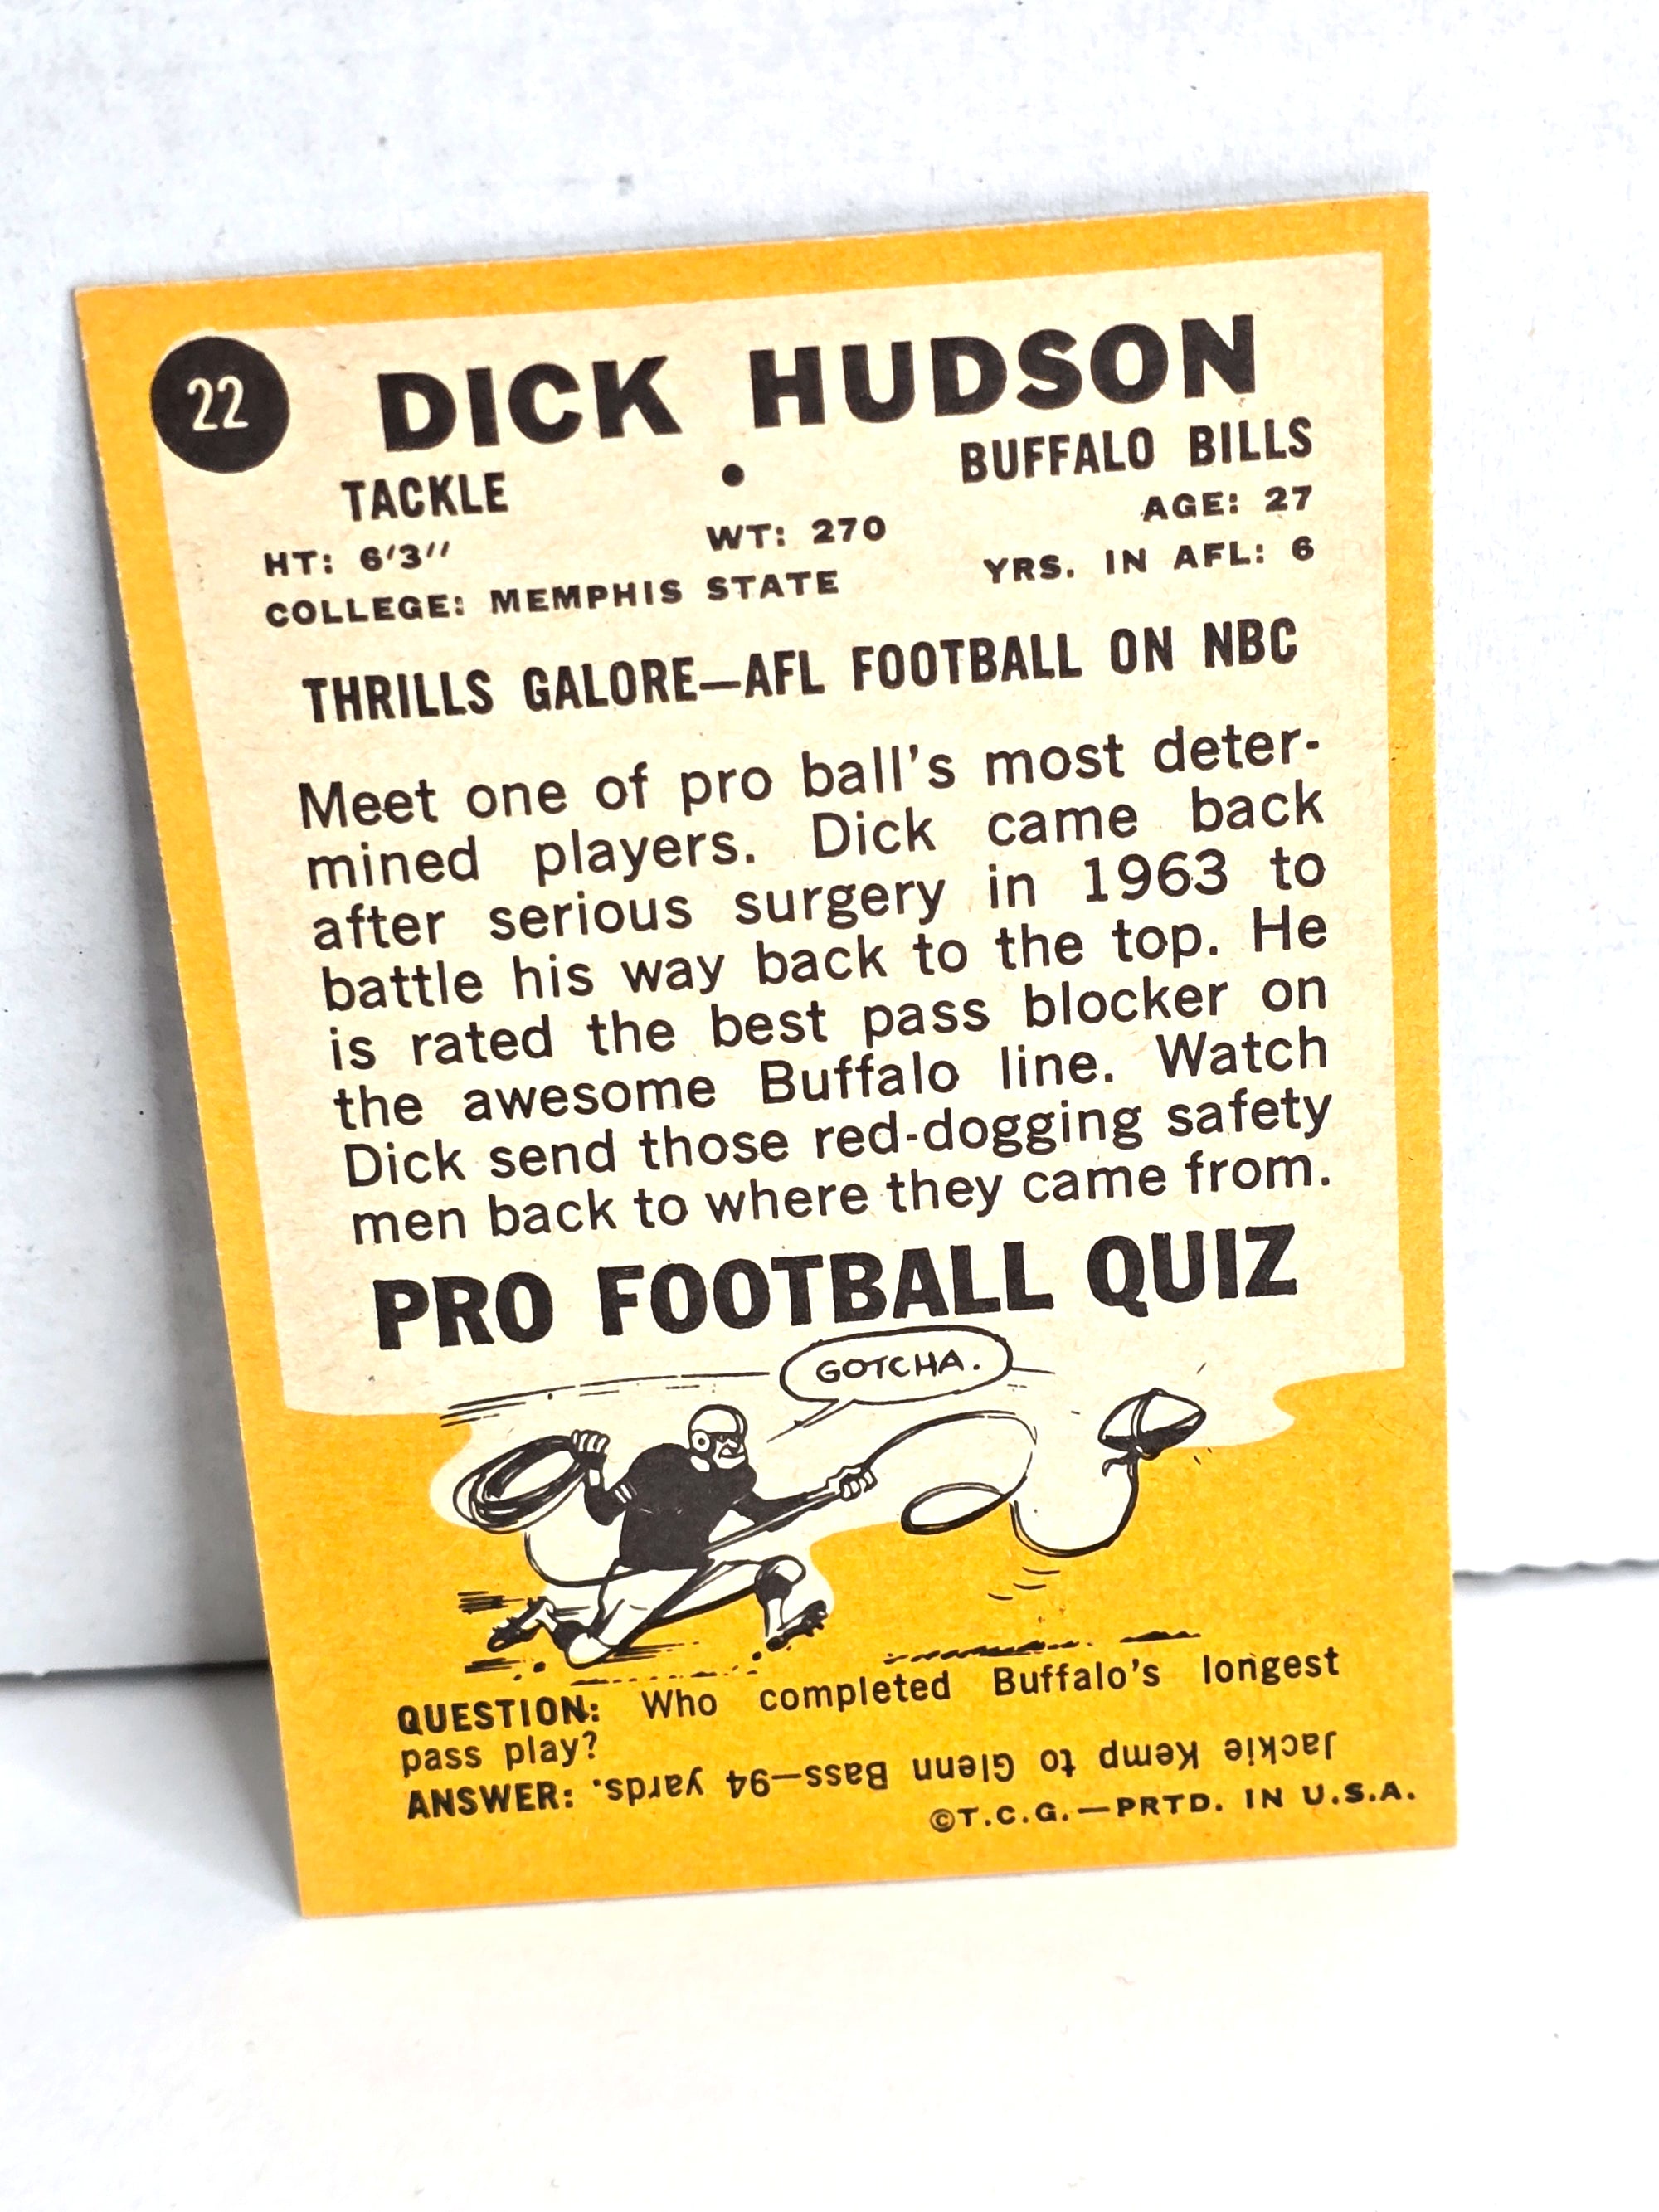 22
DICK HUDSON
TACKLE • BUFFALO BILLS
HT: 6'3'' WT: 270 AGE: 27
COLLEGE: MEMPHIS STATE YRS. IN AFL: 6
THRILLS GALORE—AFL FOOTBALL ON NBC
Meet one of pro ball's most deter-
mined players. Dick came back
after serious surgery in 1963 to
battle his way back to the top. He
is rated the best pass blocker on
the awesome Buffalo line. Watch
Dick send those red-dogging safety
men back to where they came from.
PRO FOOTBALL QUIZ
GOTCHA.
QUESTION: Who completed Buffalo's longest
pass play?
ANSWER: Jackie Kemp to Glenn Bass—94 yards.
©T.C.G.—PRTD. IN U.S.A.